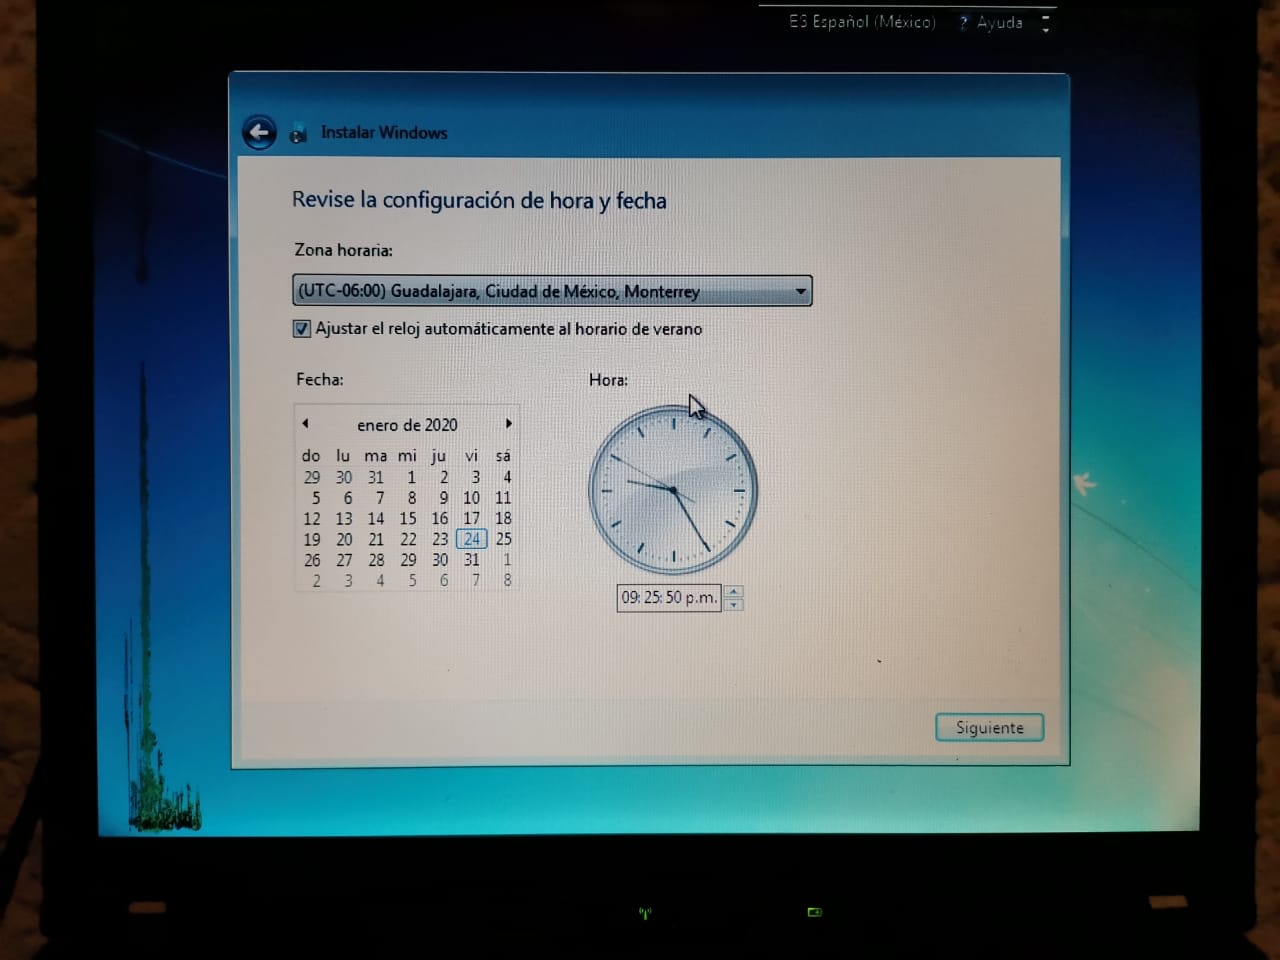 ES Español (México) ? Ayuda
Instalar Windows
Revise la configuración de hora y fecha
Zona horaria:
(UTC-06:00) Guadalajara, Ciudad de México, Monterrey
Ajustar el reloj automáticamente al horario de verano
Fecha:
Hora:
enero de 2020
do lu ma mi ju vi sá
29 30 31 1 2 3 4
5 6 7 8 9 10 11
12 13 14 15 16 17 18
19 20 21 22 23 24 25
26 27 28 29 30 31 1
2 3 4 5 6 7 8
09:25:50 p.m.
Siguiente